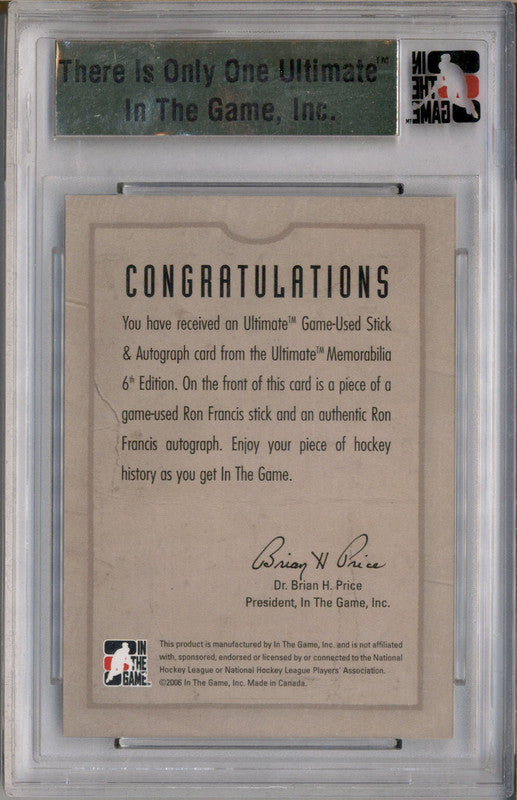 There Is Only One Ultimate™
In The Game, Inc.
IN
THE
GAME
TM
CONGRATULATIONS
You have received an Ultimate™ Game-Used Stick
& Autograph card from the Ultimate™ Memorabilia
6th Edition. On the front of this card is a piece of a
game-used Ron Francis stick and an authentic Ron
Francis autograph. Enjoy your piece of hockey
history as you get In The Game.
Brian H Price
Dr. Brian H. Price
President, In The Game, Inc.
IN
THE
GAME
This product is manufactured by In The Game, Inc. and is not affiliated
with, sponsored, endorsed or licensed by or connected to the National
Hockey League or National Hockey League Players' Association.
©2006 In The Game, Inc. Made in Canada.